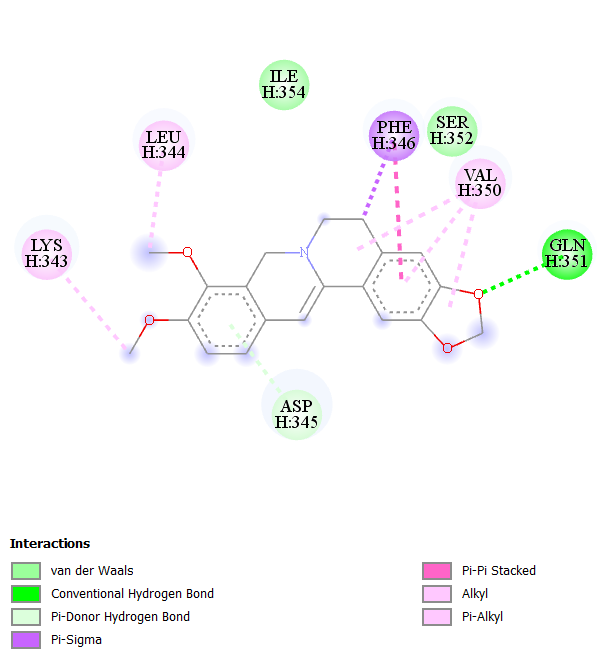 ILE
H:354
SER
H:352
PHE
H:346
LEU
H:344
VAL
H:350
LYS
H:343
GLN
H:351
N
O
O
O
O
ASP
H:345
Interactions
van der Waals
Conventional Hydrogen Bond
Pi-Donor Hydrogen Bond
Pi-Sigma
Pi-Pi Stacked
Alkyl
Pi-Alkyl